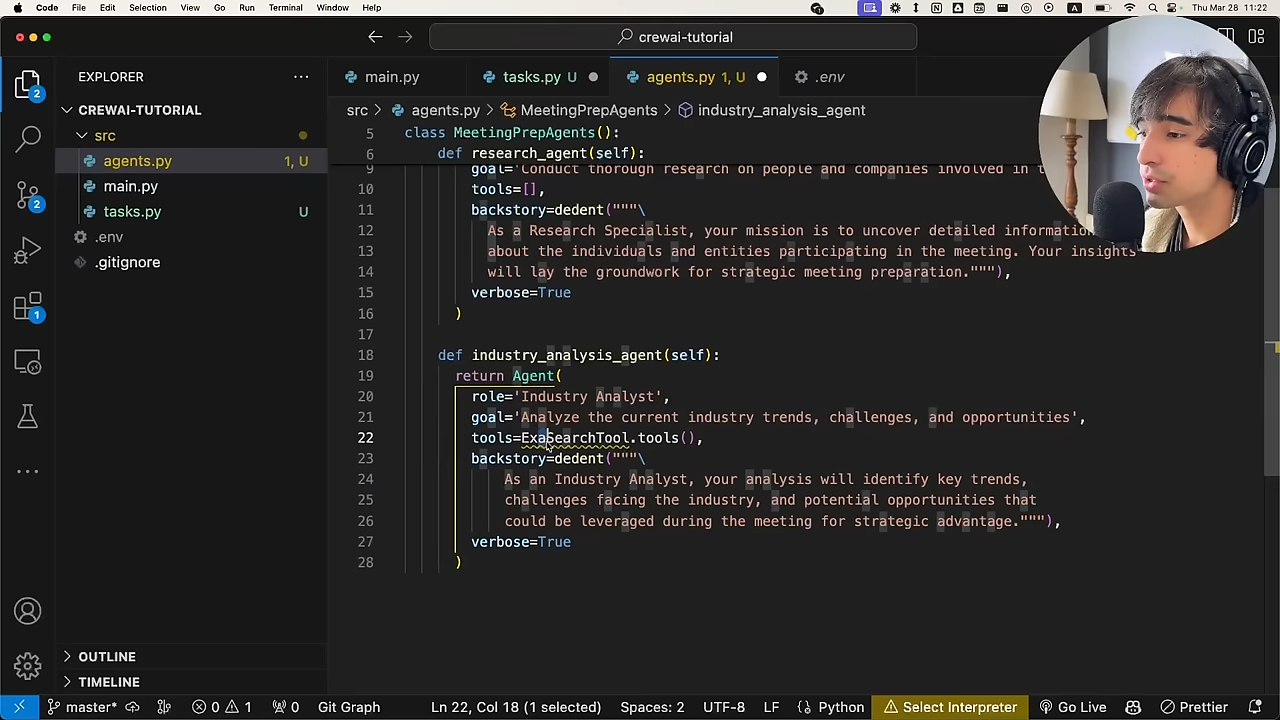 Code File Edit Selection View Go Run Terminal Window Help Thu Mar 28 11:22
crewai-tutorial
EXPLORER
main.py tasks.py U agents.py 1, U .env
CREWAI-TUTORIAL
src
agents.py 1, U
main.py
tasks.py U
.env
.gitignore
OUTLINE
TIMELINE
2
2
1
src > agents.py > MeetingPrepAgents > industry_analysis_agent
5 class MeetingPrepAgents():
6 def research_agent(self):
9 goal='Conduct thorough research on people and companies involved in
10 tools=[],
11 backstory=dedent("""\
12 As a Research Specialist, your mission is to uncover detailed
13 about the individuals and entities participating in the meeting. Your insights
14 will lay the groundwork for strategic meeting preparation."""),
15 verbose=True
16 )
17
18 def industry_analysis_agent(self):
19 return Agent(
20 role='Industry Analyst',
21 goal='Analyze the current industry trends, challenges, and opportunities',
22 tools=ExaSearchTool.tools(),
23 backstory=dedent("""\
24 As an Industry Analyst, your analysis will identify key trends,
25 challenges facing the industry, and potential opportunities that
26 could be leveraged during the meeting for strategic advantage."""),
27 verbose=True
28 )
master* 0 1 0 Git Graph Ln 22, Col 18 (1 selected) Spaces: 2 UTF-8 LF {} Python Select Interpreter Go Live Prettier